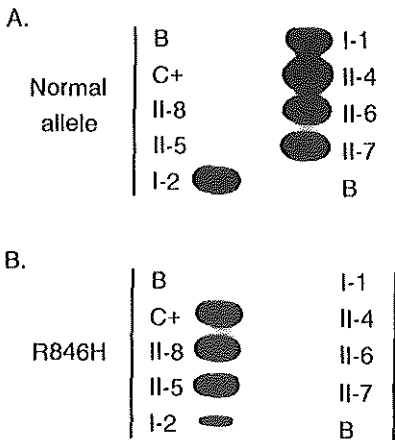 A.
Normal allele
B
C+
II-8
II-5
I-2
I-1
II-4
II-6
II-7
B
B.
R846H
B
C+
II-8
II-5
I-2
I-1
II-4
II-6
II-7
B